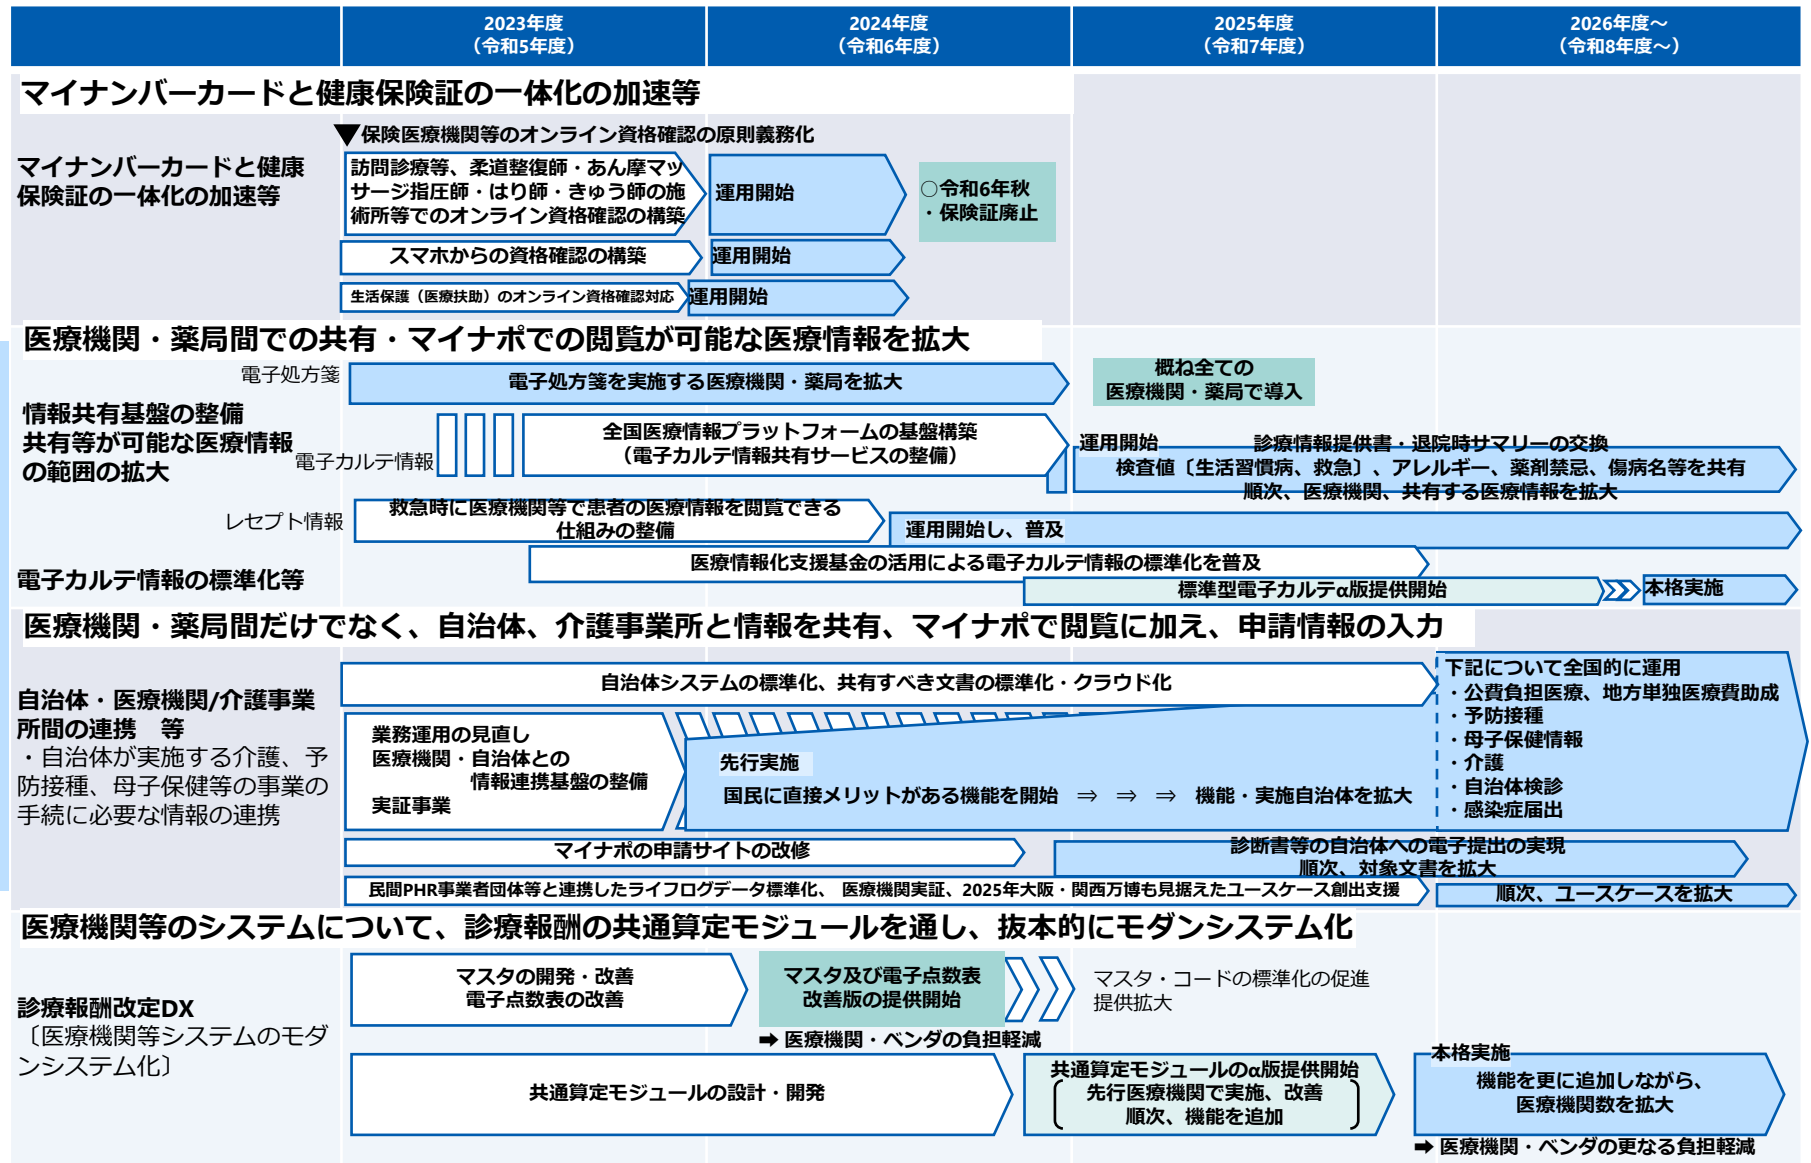 2023年度
（令和5年度）
2024年度
（令和6年度）
2025年度
（令和7年度）
2026年度～
（令和8年度～）
マイナンバーカードと健康保険証の一体化の加速等
マイナンバーカードと健康
保険証の一体化の加速等
▼保険医療機関等のオンライン資格確認の原則義務化
訪問診療等、柔道整復師・あん摩マッ
サージ指圧師・はり師・きゅう師の施
術所等でのオンライン資格確認の構築
運用開始
○令和6年秋
・保険証廃止
スマホからの資格確認の構築
運用開始
生活保護（医療扶助）のオンライン資格確認対応
運用開始
医療機関・薬局間での共有・マイナポでの閲覧が可能な医療情報を拡大
情報共有基盤の整備
共有等が可能な医療情報
の範囲の拡大
電子処方箋
電子処方箋を実施する医療機関・薬局を拡大
概ね全ての
医療機関・薬局で導入
電子カルテ情報
全国医療情報プラットフォームの基盤構築
（電子カルテ情報共有サービスの整備）
運用開始
診療情報提供書・退院時サマリーの交換
検査値〔生活習慣病、救急〕、アレルギー、薬剤禁忌、傷病名等を共有
順次、医療機関、共有する医療情報を拡大
レセプト情報
救急時に医療機関等で患者の医療情報を閲覧できる
仕組みの整備
運用開始し、普及
電子カルテ情報の標準化等
医療情報化支援基金の活用による電子カルテ情報の標準化を普及
標準型電子カルテα版提供開始
本格実施
医療機関・薬局間だけでなく、自治体、介護事業所と情報を共有、マイナポで閲覧に加え、申請情報の入力
自治体・医療機関/介護事業
所間の連携　等
・自治体が実施する介護、予
防接種、母子保健等の事業の
手続に必要な情報の連携
自治体システムの標準化、共有すべき文書の標準化・クラウド化
業務運用の見直し
医療機関・自治体との
情報連携基盤の整備
実証事業
先行実施
国民に直接メリットがある機能を開始　⇒　⇒　⇒　機能・実施自治体を拡大
下記について全国的に運用
・公費負担医療、地方単独医療費助成
・予防接種
・母子保健情報
・介護
・自治体検診
・感染症届出
マイナポの申請サイトの改修
診断書等の自治体への電子提出の実現
順次、対象文書を拡大
民間PHR事業者団体等と連携したライフログデータ標準化、 医療機関実証、2025年大阪・関西万博も見据えたユースケース創出支援
順次、ユースケースを拡大
医療機関等のシステムについて、診療報酬の共通算定モジュールを通し、抜本的にモダンシステム化
診療報酬改定DX
〔医療機関等システムのモダ
ンシステム化〕
マスタの開発・改善
電子点数表の改善
マスタ及び電子点数表
改善版の提供開始
マスタ・コードの標準化の促進
提供拡大
➡ 医療機関・ベンダの負担軽減
共通算定モジュールの設計・開発
共通算定モジュールのα版提供開始
先行医療機関で実施、改善
順次、機能を追加
本格実施
機能を更に追加しながら、
医療機関数を拡大
➡ 医療機関・ベンダの更なる負担軽減